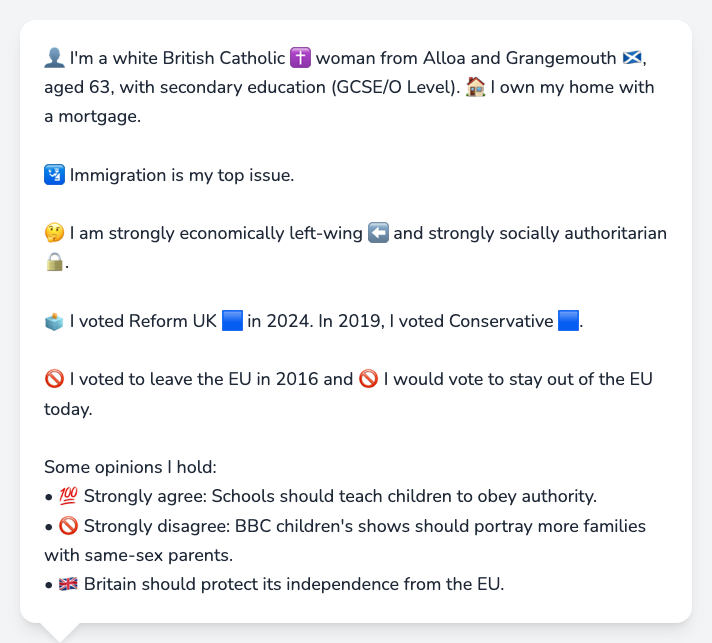 👤 I'm a white British Catholic ✝️ woman from Alloa and Grangemouth 🏴󠁧󠁢󠁳󠁣󠁴󠁿,
aged 63, with secondary education (GCSE/O Level). 🏠 I own my home with
a mortgage.
🛂 Immigration is my top issue.
🤔 I am strongly economically left-wing ⬅️ and strongly socially authoritarian
🔒.
🗳️ I voted Reform UK 🟦 in 2024. In 2019, I voted Conservative 🟦.
🚫 I voted to leave the EU in 2016 and 🚫 I would vote to stay out of the EU
today.
Some opinions I hold:
• 💯 Strongly agree: Schools should teach children to obey authority.
• 🚫 Strongly disagree: BBC children's shows should portray more families
with same-sex parents.
• 🇬🇧 Britain should protect its independence from the EU.